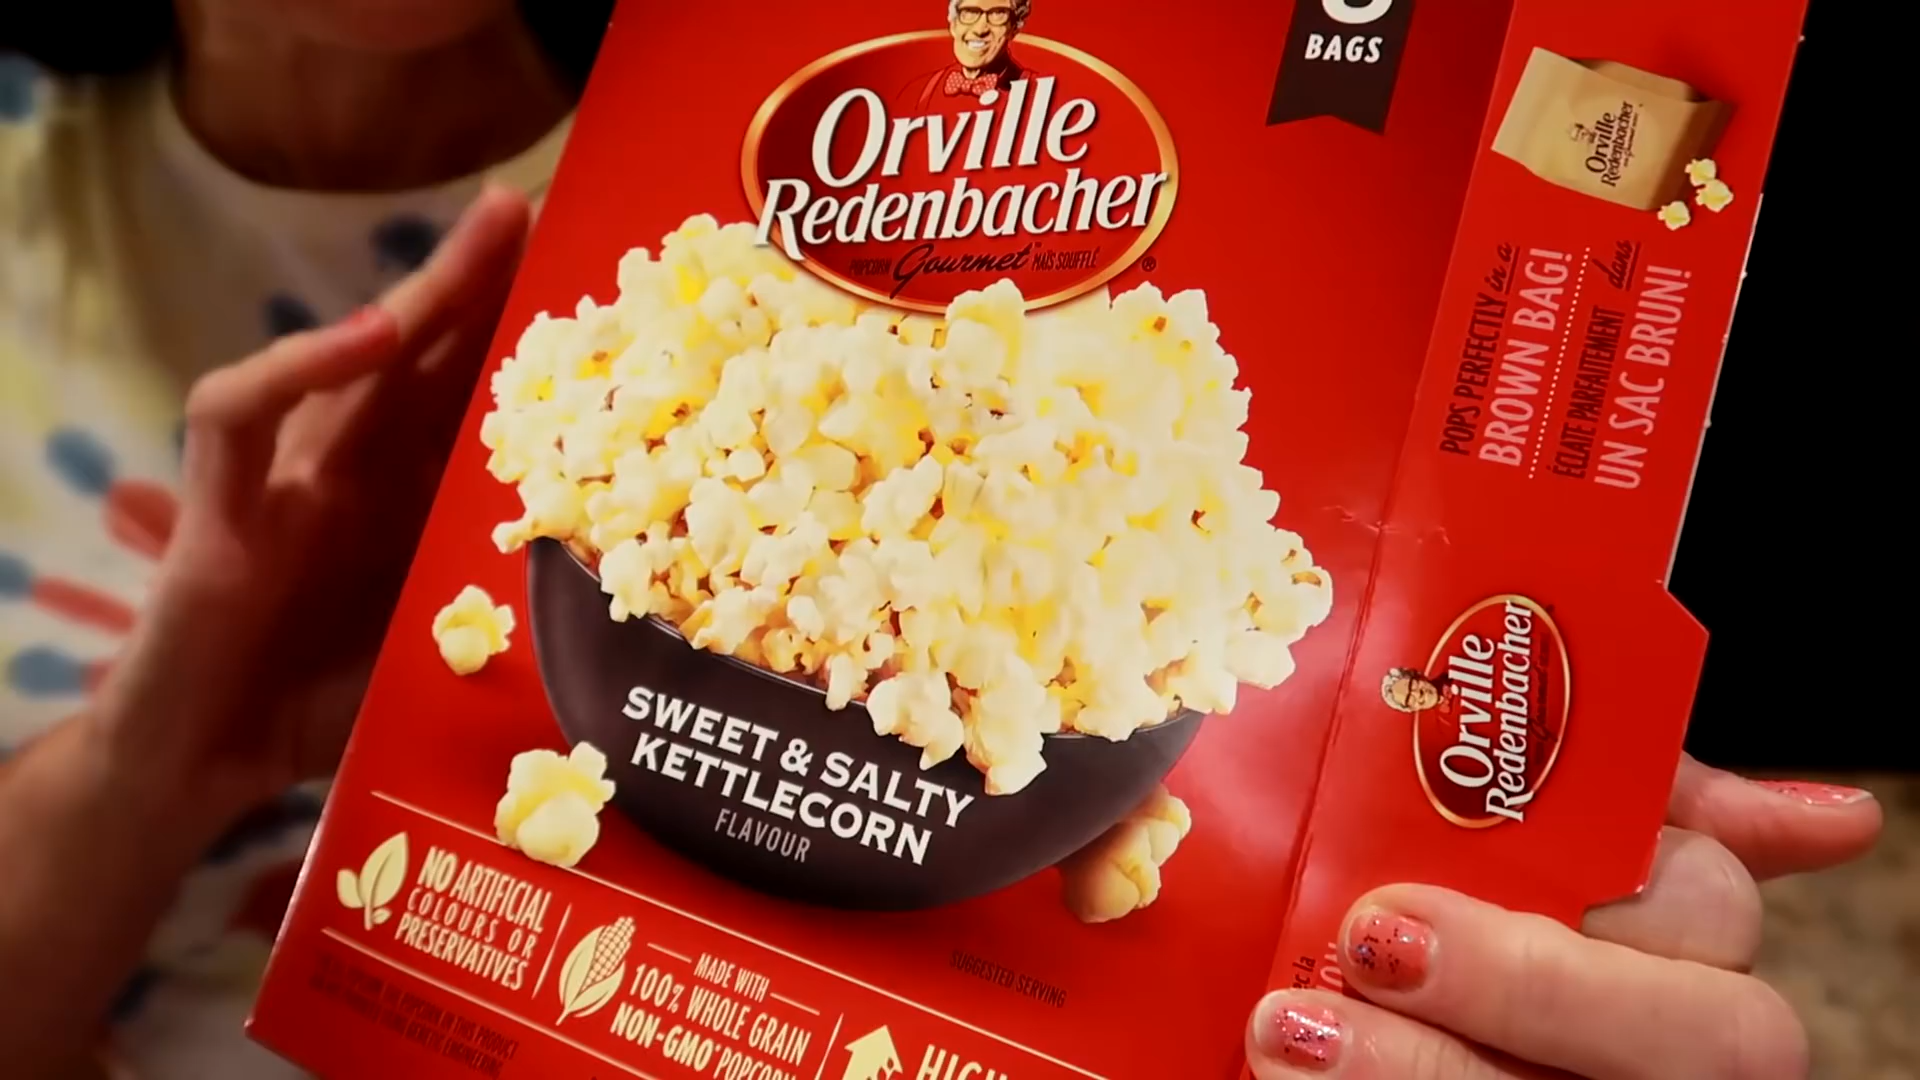 BAGS
Orville
Redenbacher
POPCORN Gourmet MAÏS SOUFFLÉ
®
SWEET & SALTY
KETTLECORN
FLAVOUR
NO ARTIFICIAL
COLOURS OR
PRESERVATIVES
MADE WITH
100% WHOLE GRAIN
NON-GMO* POPCORN
HIGH
SUGGESTED SERVING
Orville
Redenbacher
POPS PERFECTLY in a
BROWN BAG!
ÉCLATE PARFAITEMENT dans
UN SAC BRUN!
Orville
Redenbacher